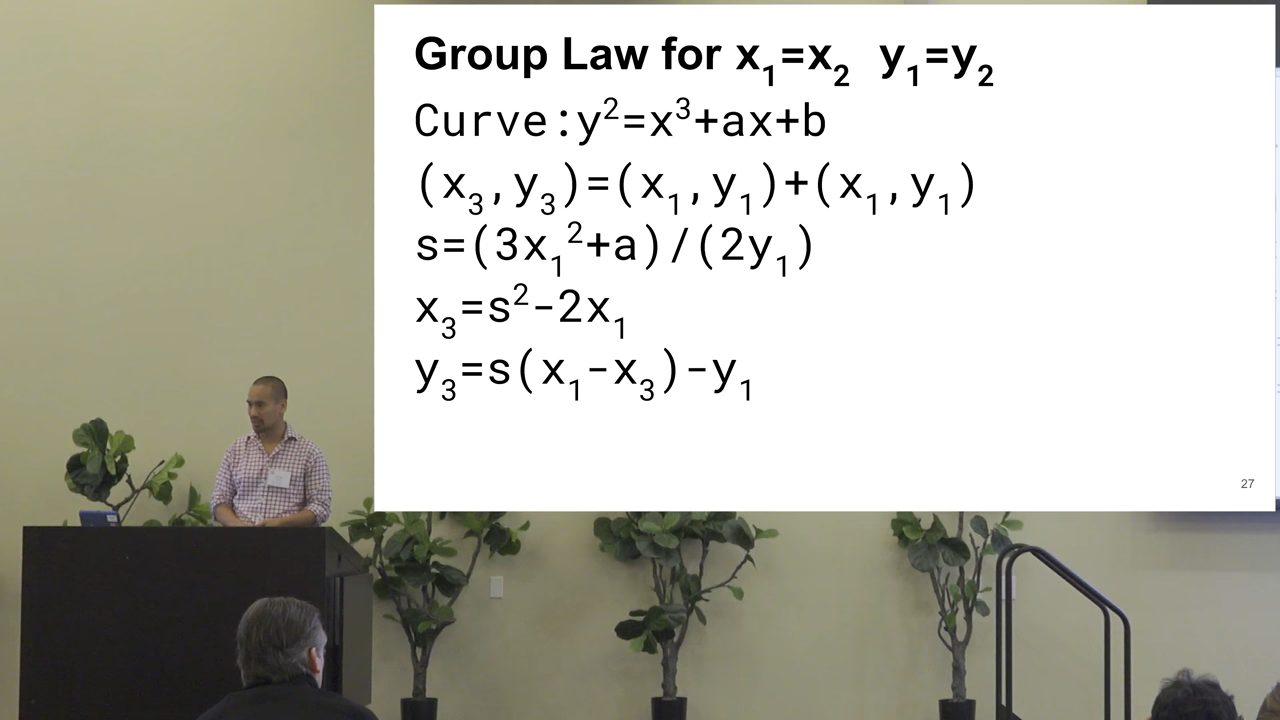 Group Law for x₁=x₂ y₁=y₂
Curve:y²=x³+ax+b
(x₃,y₃)=(x₁,y₁)+(x₁,y₁)
s=(3x₁²+a)/(2y₁)
x₃=s²-2x₁
y₃=s(x₁-x₃)-y₁
27